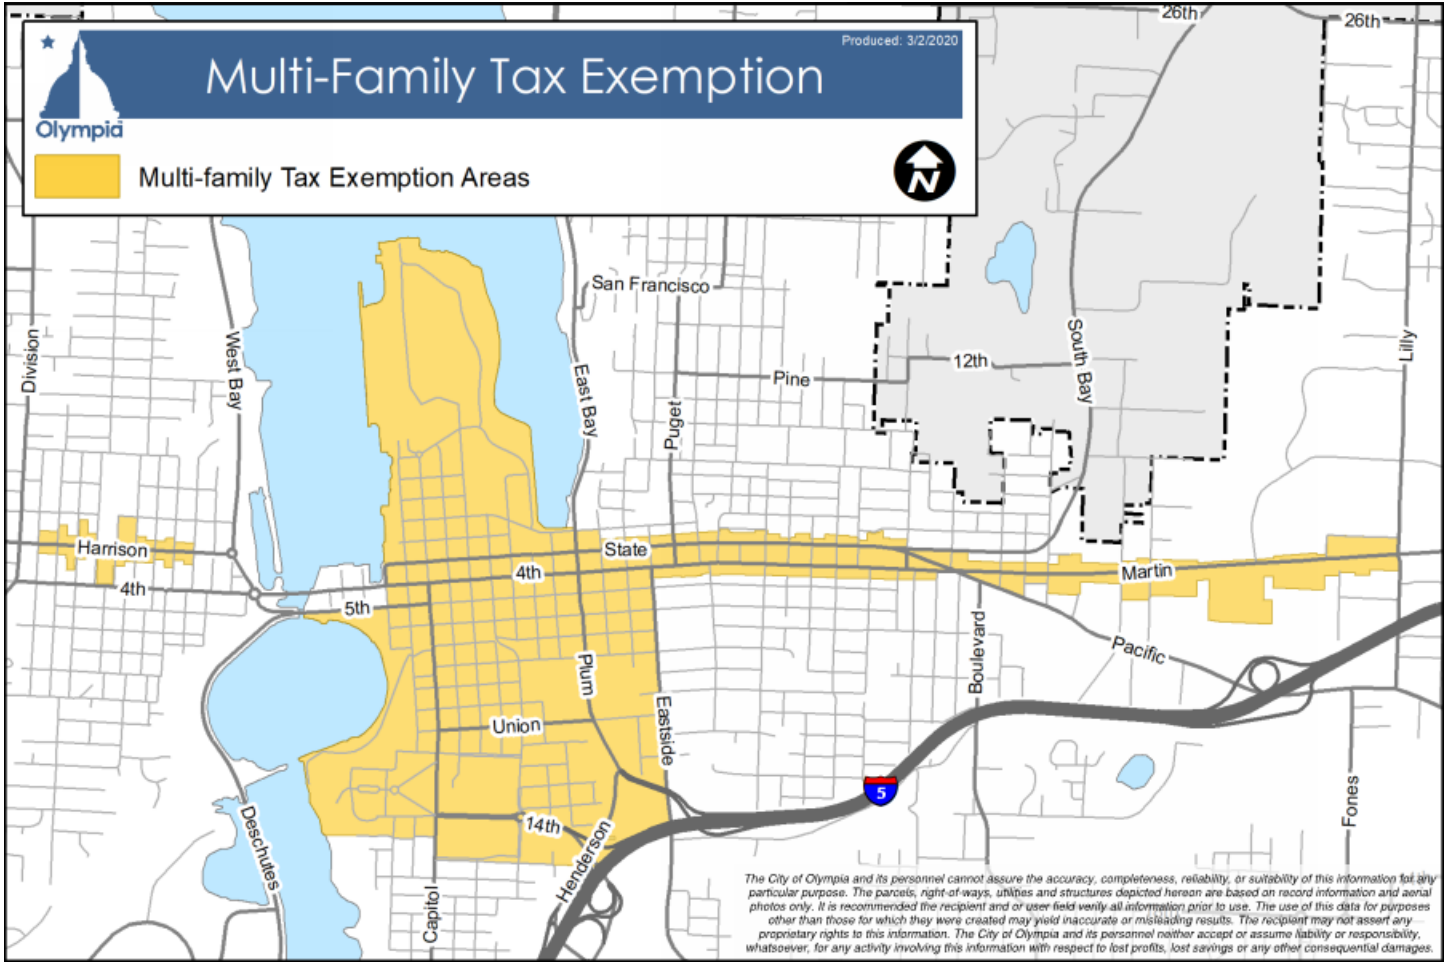 Produced: 3/2/2020
Multi-Family Tax Exemption
Olympia
Multi-family Tax Exemption Areas
N
26th
26th
San Francisco
Division
West Bay
East Bay
Puget
Pine
12th
South Bay
Lilly
Harrison
State
4th
4th
Martin
5th
Pacific
Boulevard
Plum
Eastside
Union
5
14th
Henderson
Deschutes
Capitol
Fones
The City of Olympia and its personnel cannot assure the accuracy, completeness, reliability, or suitability of this information for any
particular purpose. The parcels, right-of-ways, utilities and structures depicted hereon are based on record information and aerial
photos only. It is recommended the recipient and or user field verify all information prior to use. The use of this data for purposes
other than those for which they were created may yield inaccurate or misleading results. The recipient may not assert any
proprietary rights to this information. The City of Olympia and its personnel neither accept or assume liability or responsibility,
whatsoever, for any activity involving this information with respect to lost profits, lost savings or any other consequential damages.